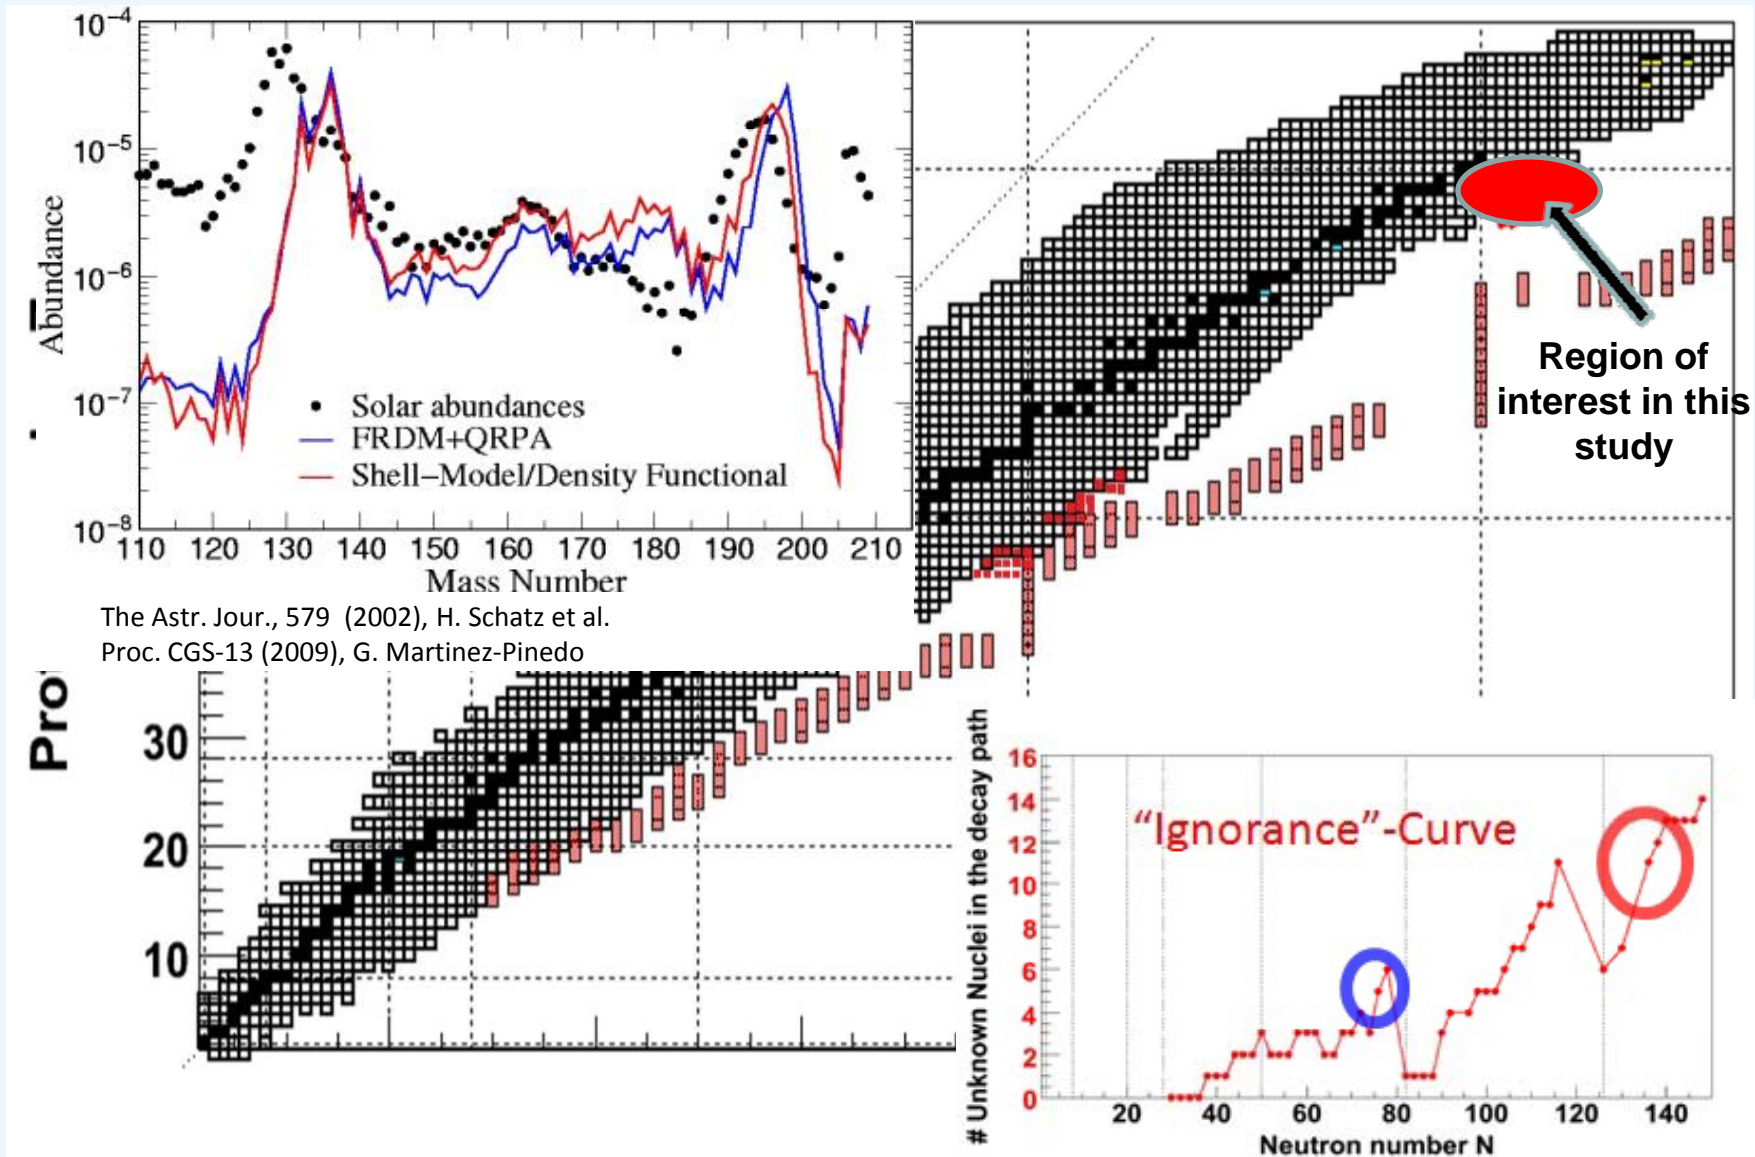 10⁻⁴
10⁻⁵
10⁻⁶
10⁻⁷
10⁻⁸
Abundance
Solar abundances
FRDM+QRPA
Shell-Model/Density Functional
110 120 130 140 150 160 170 180 190 200 210
Mass Number
The Astr. Jour., 579 (2002), H. Schatz et al.
Proc. CGS-13 (2009), G. Martinez-Pinedo
Region of
interest in this
study
Pro
30
20
10
# Unknown Nuclei in the decay path
16
14
12
10
8
6
4
2
0
"Ignorance"-Curve
20 40 60 80 100 120 140
Neutron number N